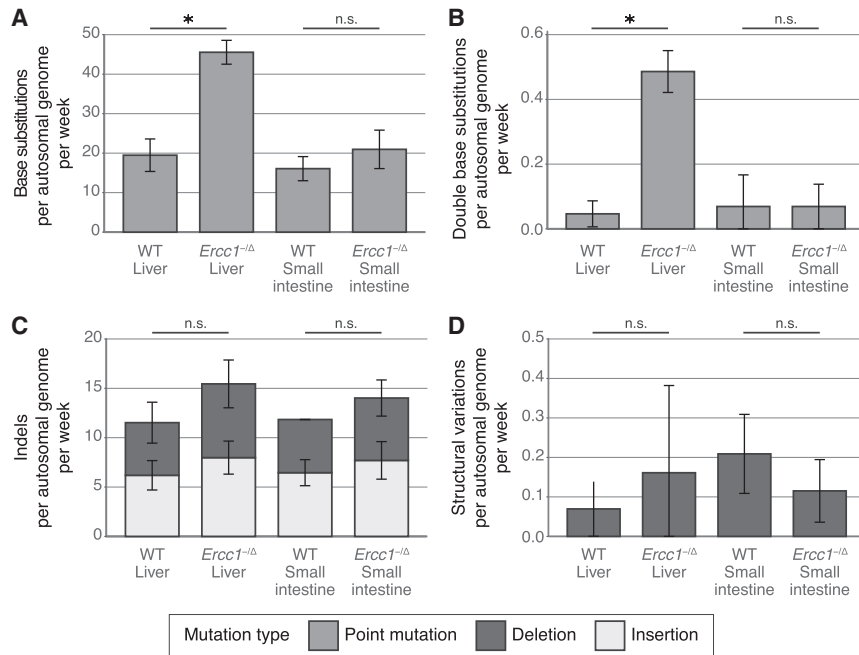 A
Base substitutions
per autosomal genome
per week
50
40
30
20
10
0
*
n.s.
WT
Liver
Ercc1−/Δ
Liver
WT
Small
intestine
Ercc1−/Δ
Small
intestine
B
Double base substitutions
per autosomal genome
per week
0.6
0.4
0.2
0.0
*
n.s.
WT
Liver
Ercc1−/Δ
Liver
WT
Small
intestine
Ercc1−/Δ
Small
intestine
C
Indels
per autosomal genome
per week
20
15
10
5
0
n.s.
n.s.
WT
Liver
Ercc1−/Δ
Liver
WT
Small
intestine
Ercc1−/Δ
Small
intestine
D
Structural variations
per autosomal genome
per week
0.5
0.4
0.3
0.2
0.1
0.0
n.s.
n.s.
WT
Liver
Ercc1−/Δ
Liver
WT
Small
intestine
Ercc1−/Δ
Small
intestine
Mutation type Point mutation Deletion Insertion